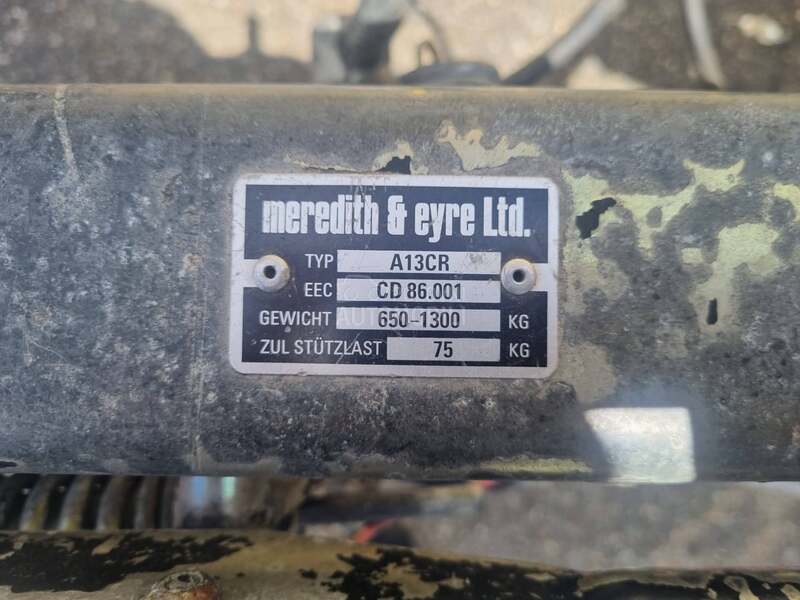 meredith & eyre Ltd.
TYP A13CR
EEC CD 86.001
GEWICHT 650-1300 KG
ZUL STÜTZLAST 75 KG